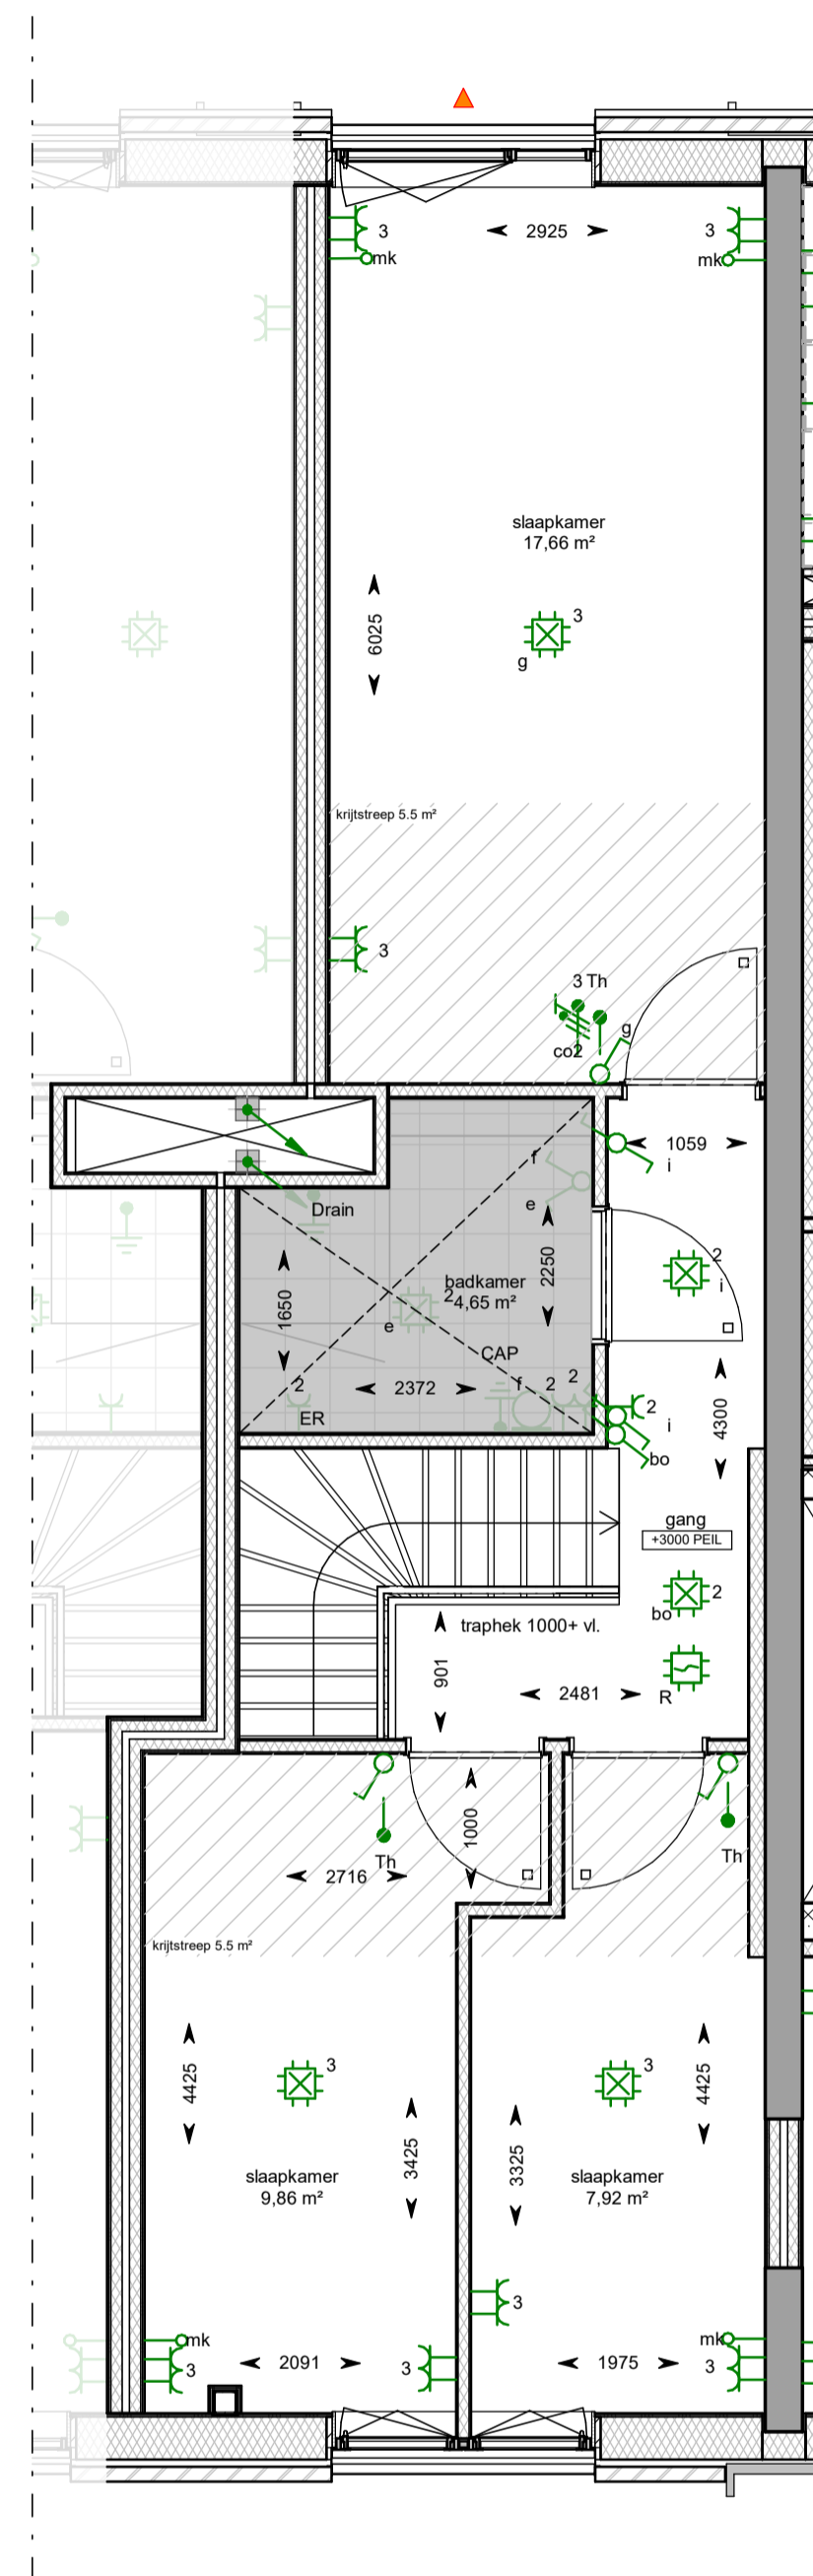 3
2925
3
mk
mk
slaapkamer
17,66 m²
3
6025
g
krijtstreep 5.5 m²
3
3 Th
g
co2
1059
f
i
e
Drain
2
2250
i
badkamer
2
4,65 m²
1650
e
CAP
2
2372
f 2
2
2
ER
i
4300
bo
gang
+3000 PEIL
2
bo
traphek 1000+ vl.
901
R
2481
1000
Th
Th
2716
krijtstreep 5.5 m²
3
3
4425
4425
3425
3325
slaapkamer
9,86 m²
slaapkamer
7,92 m²
3
mk
mk
3
2091
3
1975
3